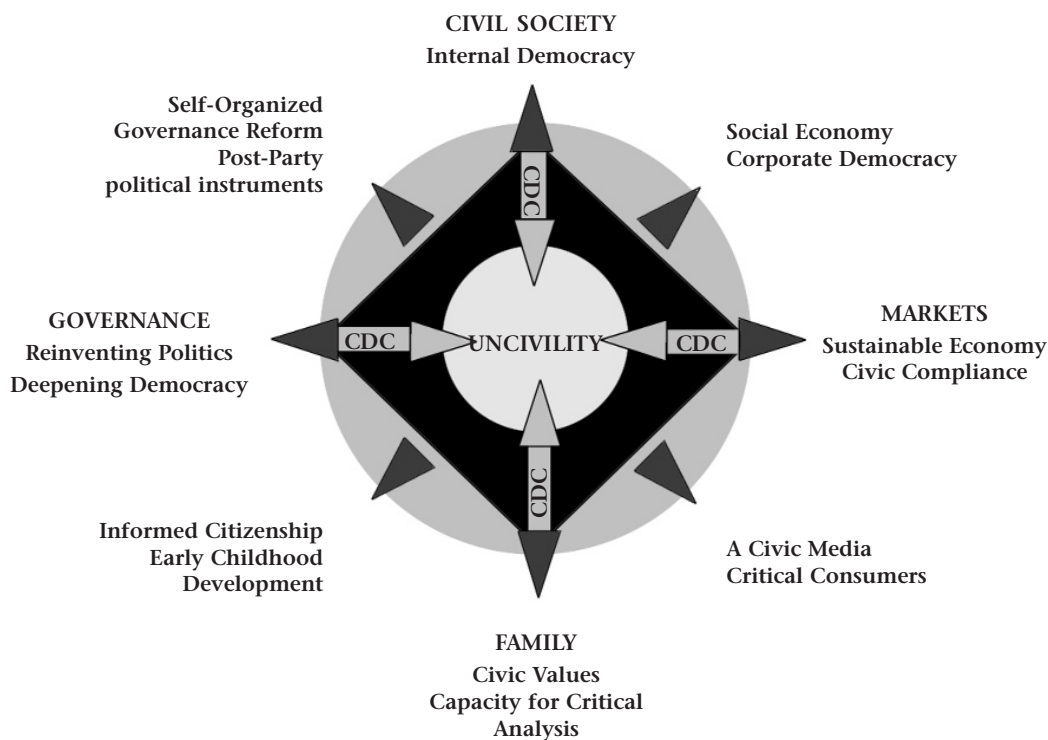 CIVIL SOCIETY
Internal Democracy
Self-Organized
Governance Reform
Post-Party
political instruments
Social Economy
Corporate Democracy
CDC
GOVERNANCE
Reinventing Politics
Deepening Democracy
CDC
UNCIVILITY
CDC
MARKETS
Sustainable Economy
Civic Compliance
CDC
Informed Citizenship
Early Childhood
Development
A Civic Media
Critical Consumers
FAMILY
Civic Values
Capacity for Critical
Analysis